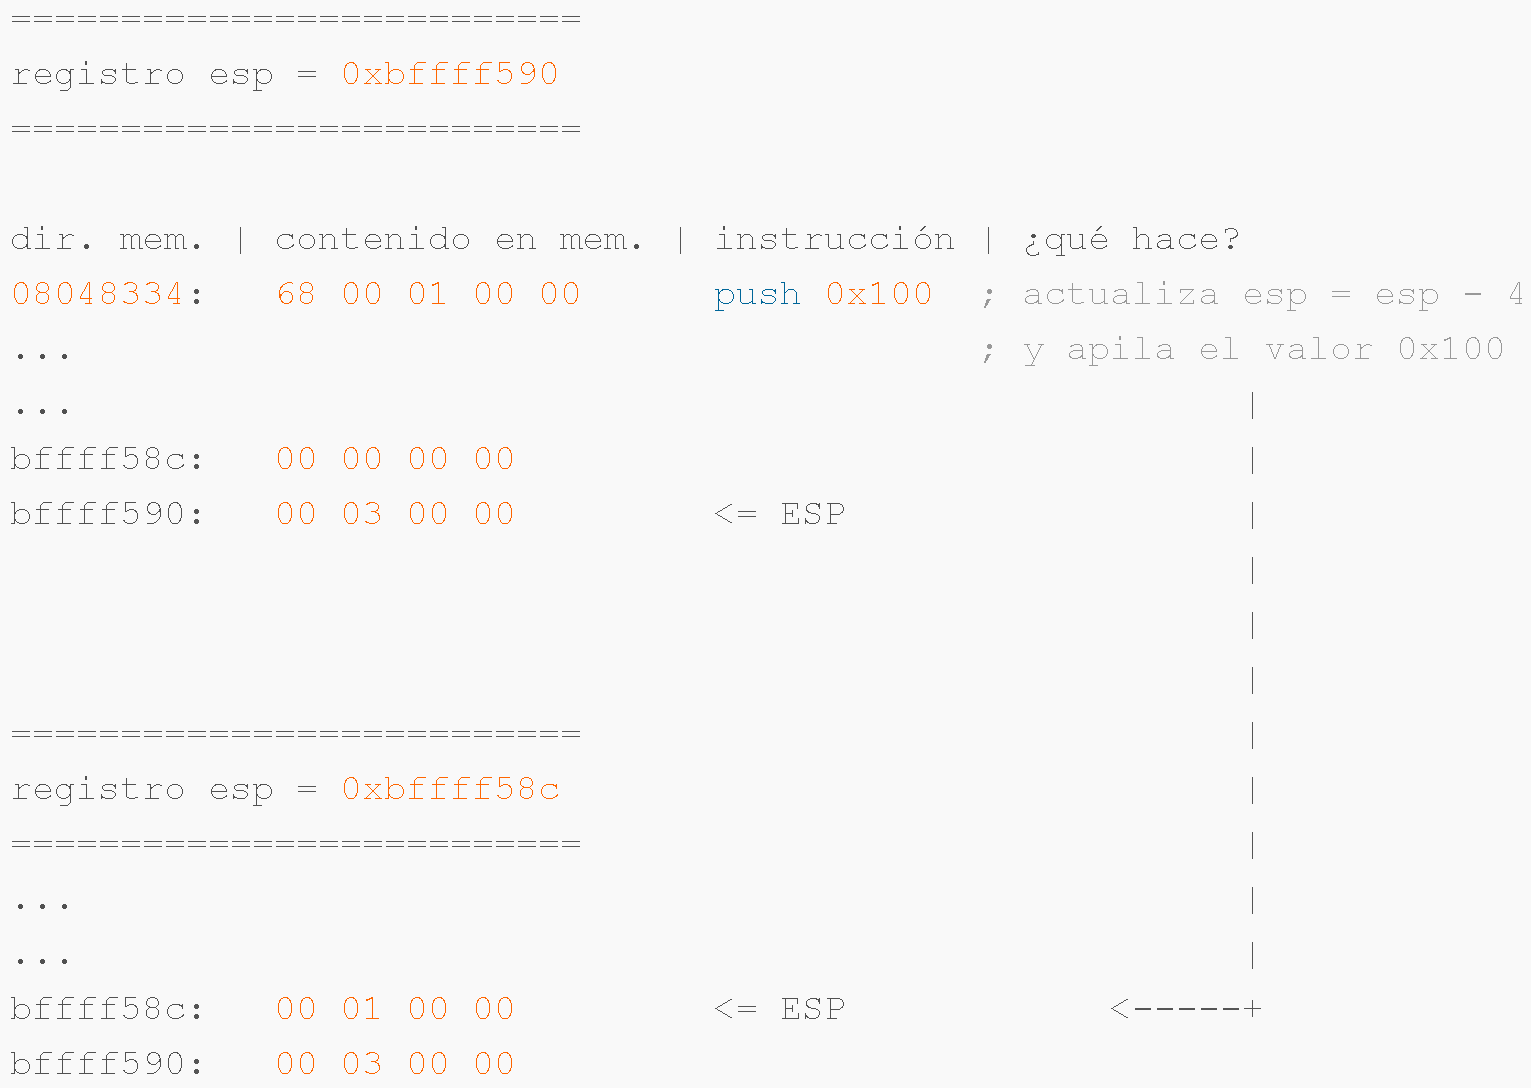 ==========================
registro esp = 0xbffff590
==========================
dir. mem. | contenido en mem. | instrucción | ¿qué hace?
08048334:   68 00 01 00 00      push 0x100  ; actualiza esp = esp - 4
...                                         ; y apila el valor 0x100
...                                                     |
bffff58c:   00 00 00 00                                 |
bffff590:   00 03 00 00         <= ESP                  |
                                                        |
                                                        |
                                                        |
==========================                              |
registro esp = 0xbffff58c                               |
==========================                              |
...                                                     |
...                                                     |
bffff58c:   00 01 00 00         <= ESP            <-----+
bffff590:   00 03 00 00